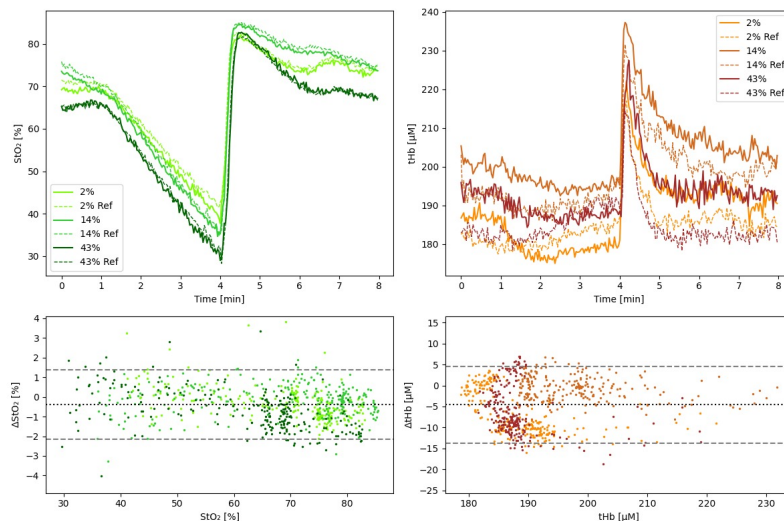 80
70
60
50
40
30
StO₂ [%]
2%
2% Ref
14%
14% Ref
43%
43% Ref
0 1 2 3 4 5 6 7 8
Time [min]
240
230
220
210
200
190
180
tHb [µM]
2%
2% Ref
14%
14% Ref
43%
43% Ref
0 1 2 3 4 5 6 7 8
Time [min]
4
3
2
1
0
−1
−2
−3
−4
ΔStO₂ [%]
30 40 50 60 70 80
StO₂ [%]
15
10
5
0
−5
−10
−15
−20
−25
ΔtHb [µM]
180 190 200 210 220 230
tHb [µM]